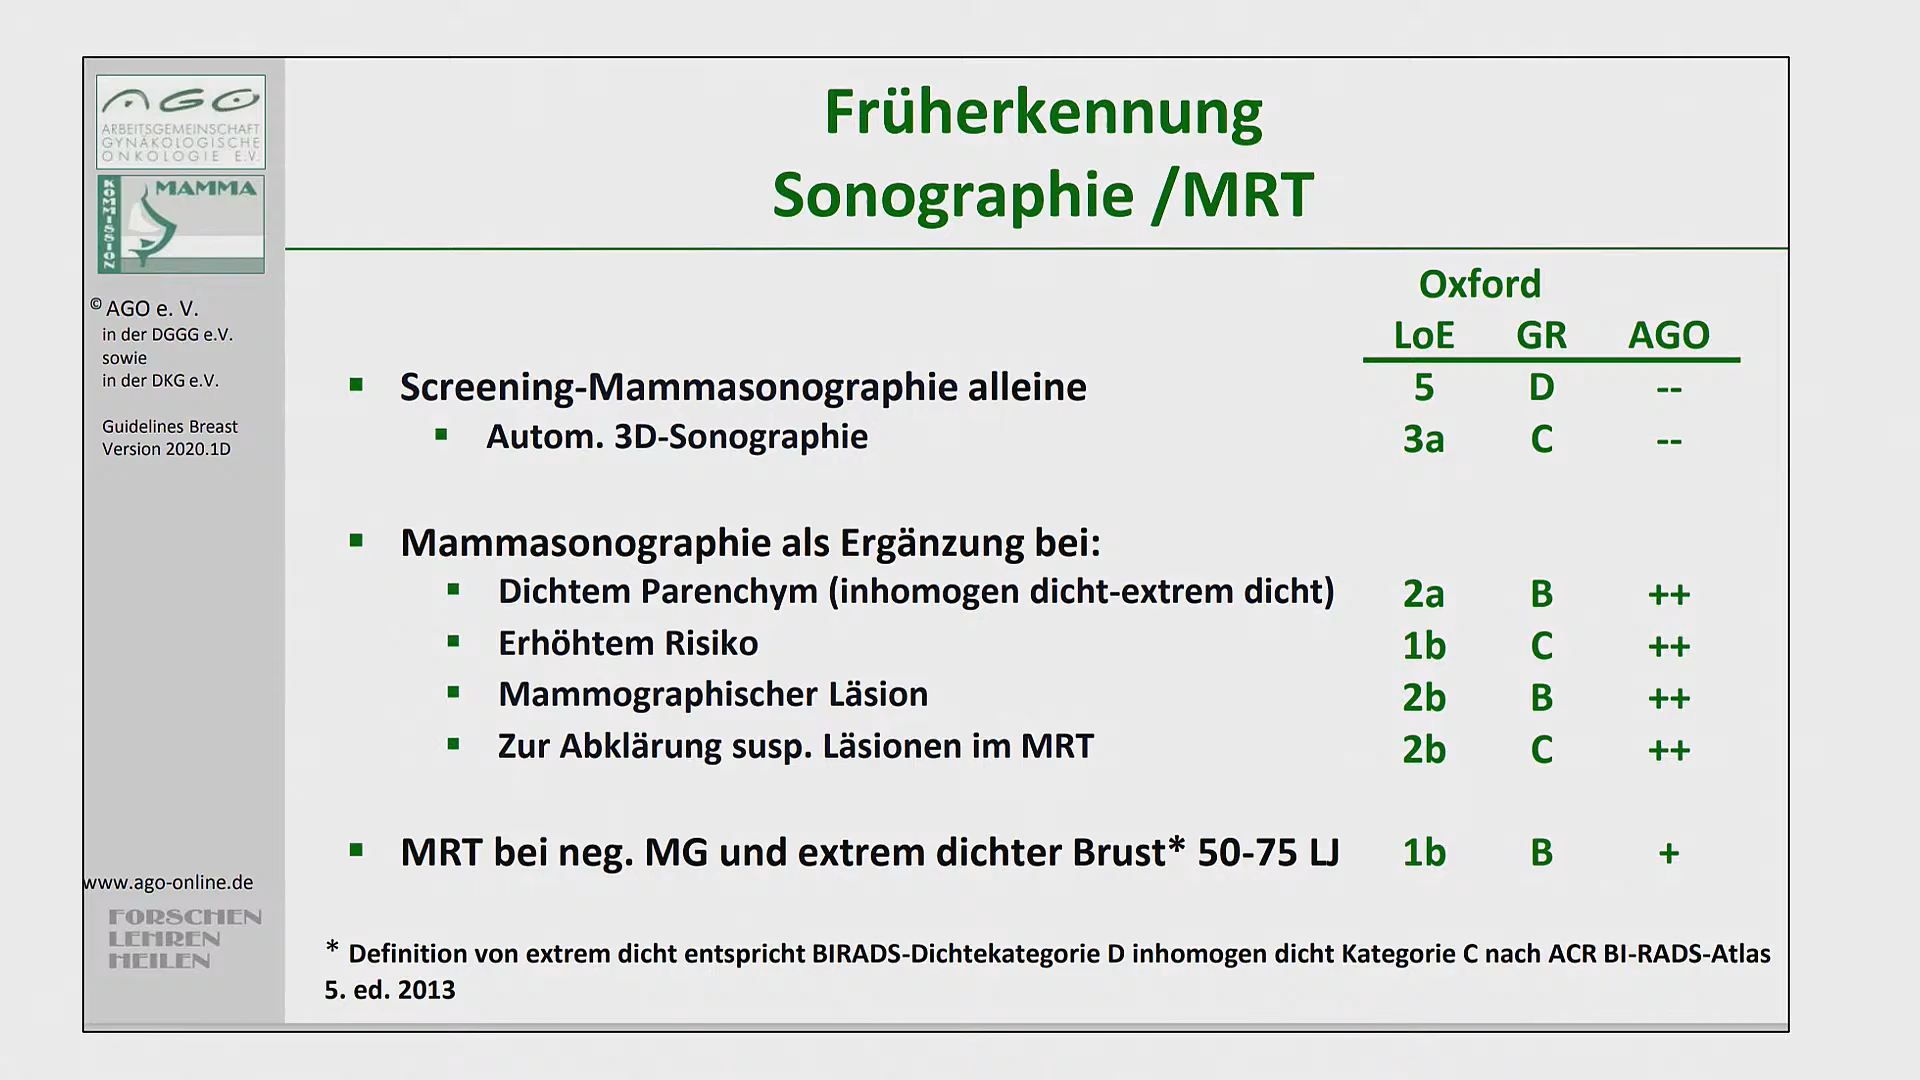 AGO
ARBEITSGEMEINSCHAFT
GYNÄKOLOGISCHE
ONKOLOGIE E.V.
KOMMISSION
MAMMA
© AGO e. V.
in der DGGG e.V.
sowie
in der DKG e.V.
Guidelines Breast
Version 2020.1D
www.ago-online.de
FORSCHEN
LEHREN
HEILEN
Früherkennung
Sonographie /MRT
Oxford
LoE GR AGO
▪ Screening-Mammasonographie alleine 5 D --
▪ Autom. 3D-Sonographie 3a C --
▪ Mammasonographie als Ergänzung bei:
▪ Dichtem Parenchym (inhomogen dicht-extrem dicht) 2a B ++
▪ Erhöhtem Risiko 1b C ++
▪ Mammographischer Läsion 2b B ++
▪ Zur Abklärung susp. Läsionen im MRT 2b C ++
▪ MRT bei neg. MG und extrem dichter Brust* 50-75 LJ 1b B +
* Definition von extrem dicht entspricht BIRADS-Dichtekategorie D inhomogen dicht Kategorie C nach ACR BI-RADS-Atlas
5. ed. 2013